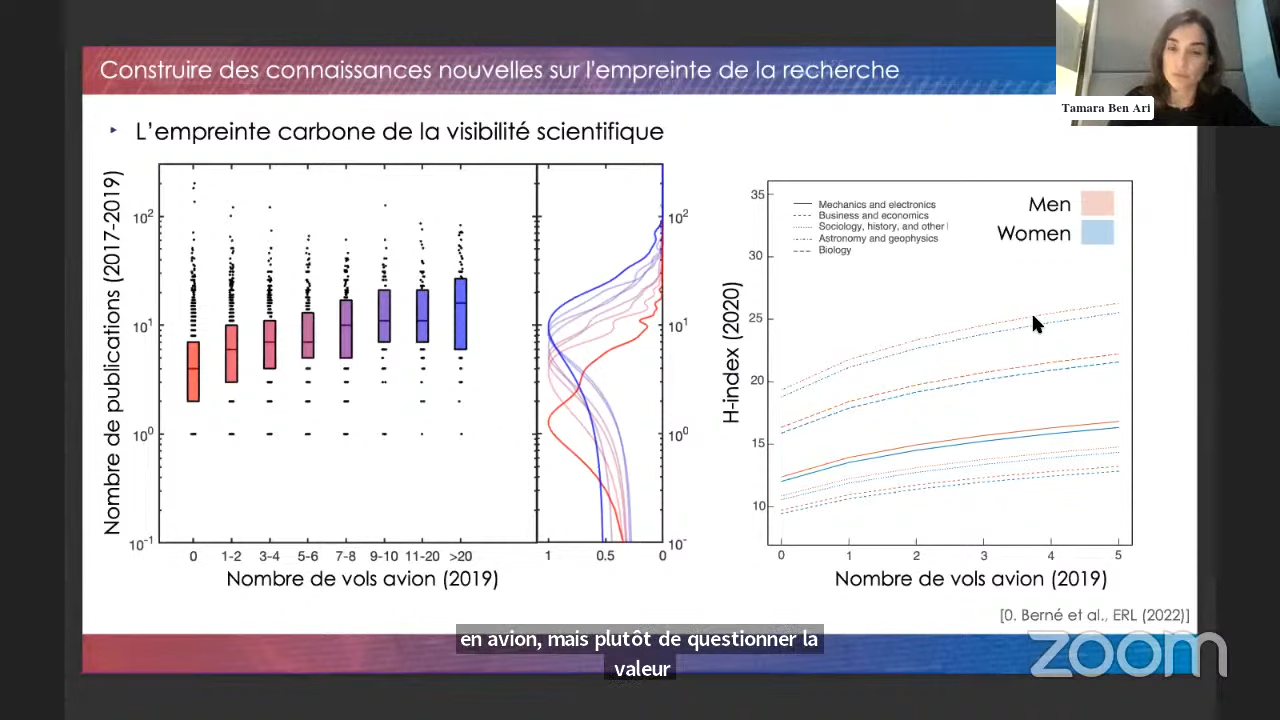 Construire des connaissances nouvelles sur l'empreinte de la recherche
Tamara Ben Ari
‣ L'empreinte carbone de la visibilité scientifique
Nombre de publications (2017-2019)
10²
10¹
10⁰
10⁻¹
0 1-2 3-4 5-6 7-8 9-10 11-20 >20
Nombre de vols avion (2019)
10²
10¹
10⁰
10⁻
1 0.5 0
H-index (2020)
35
30
25
20
15
10
Mechanics and electronics
Business and economics
Sociology, history, and other
Astronomy and geophysics
Biology
Men
Women
0 1 2 3 4 5
Nombre de vols avion (2019)
[0. Berné et al., ERL (2022)]
en avion, mais plutôt de questionner la
valeur
zoom